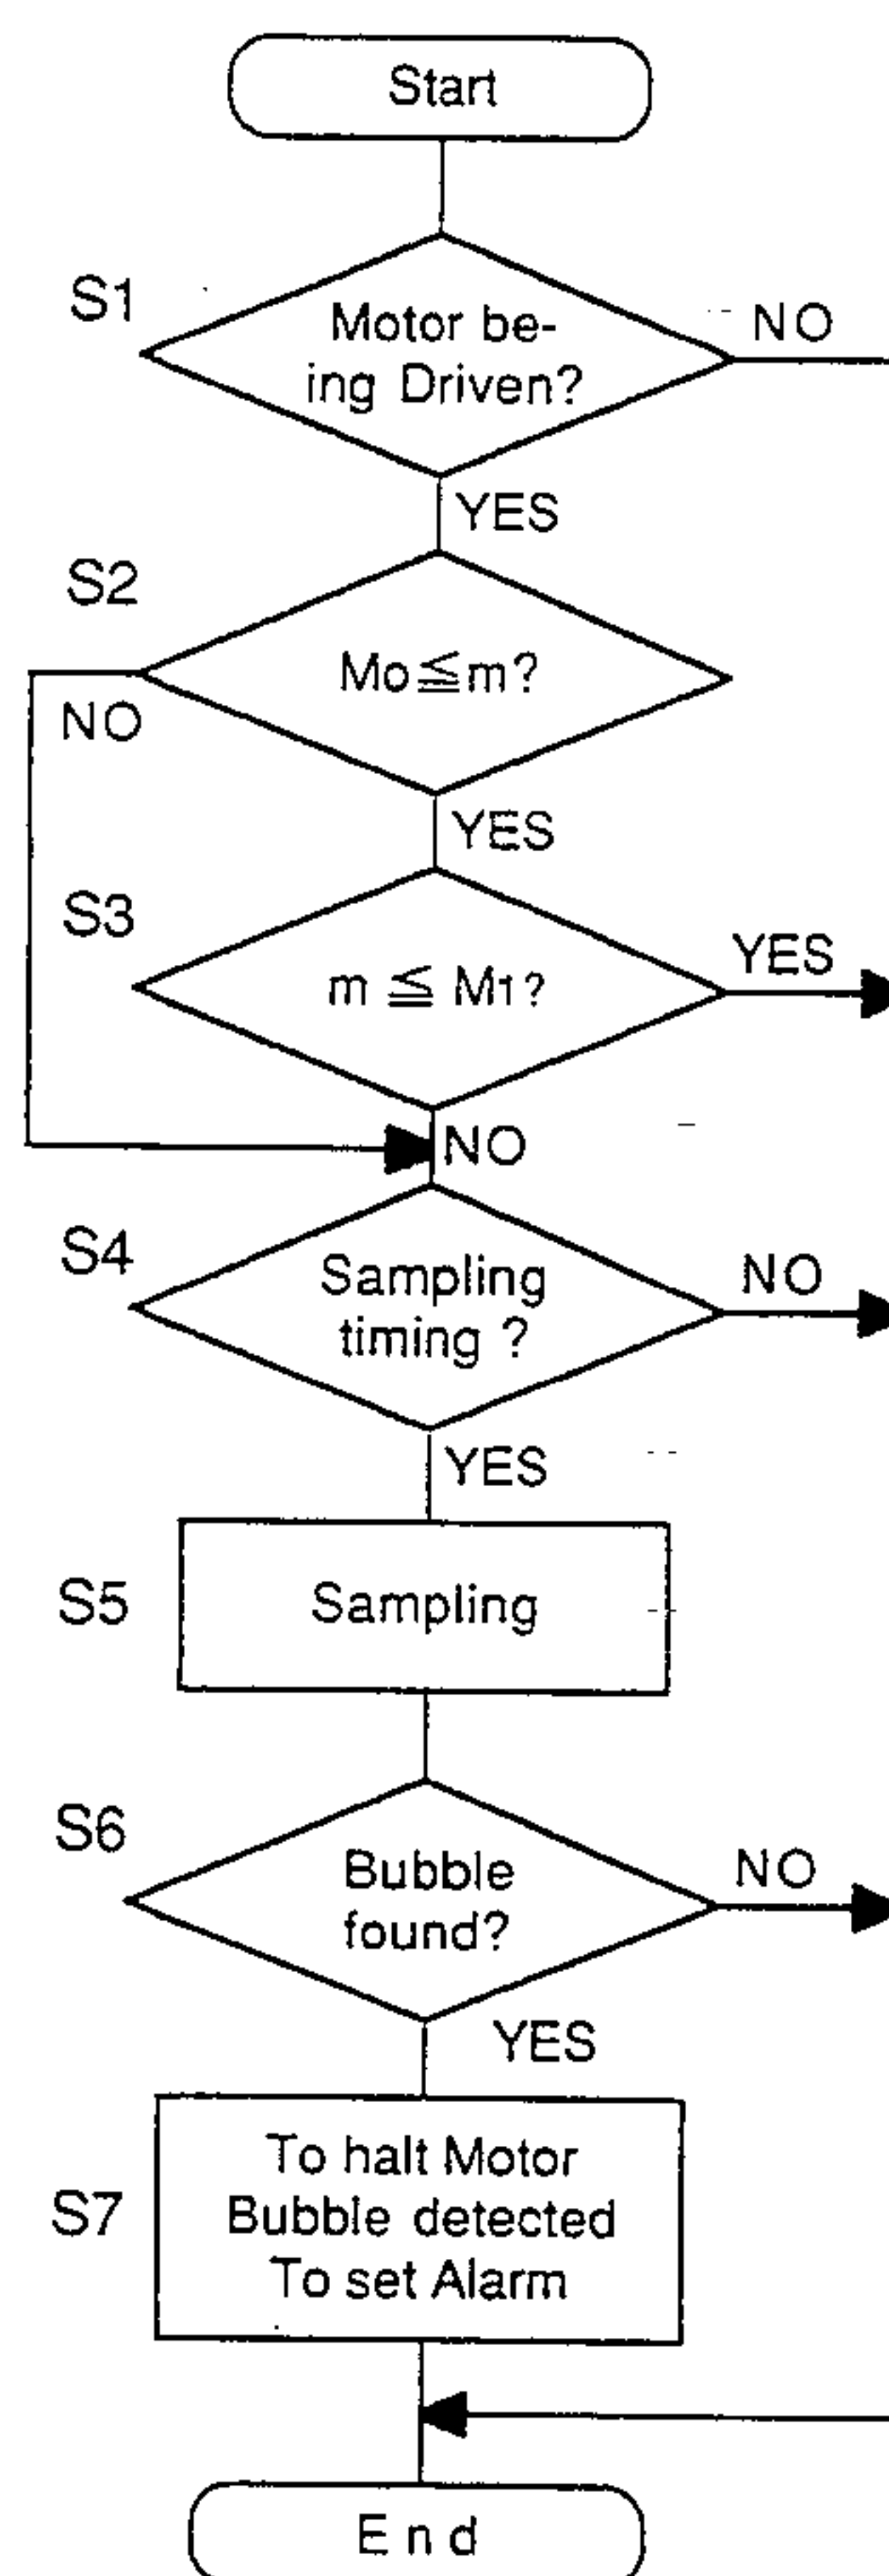 Start
S1
Motor be-
ing Driven?
NO
YES
S2
Mo≦m?
NO
YES
S3
m ≦ M1?
YES
NO
S4
Sampling
timing ?
NO
YES
S5
Sampling
S6
Bubble
found?
NO
YES
S7
To halt Motor
Bubble detected
To set Alarm
End